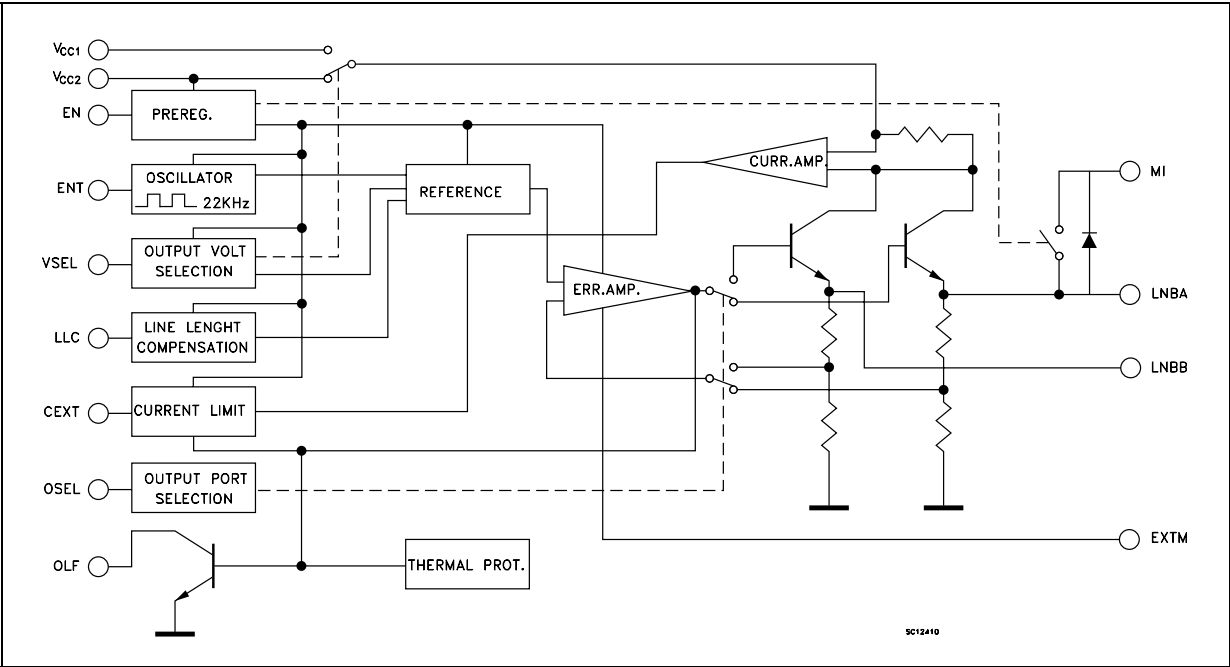 VCC1
VCC2
EN
PREREG.
ENT
OSCILLATOR
22KHz
REFERENCE
CURR.AMP.
MI
VSEL
OUTPUT VOLT
SELECTION
ERR.AMP.
LNBA
LLC
LINE LENGHT
COMPENSATION
LNBB
CEXT
CURRENT LIMIT
OSEL
OUTPUT PORT
SELECTION
EXTM
OLF
THERMAL PROT.
SC12410